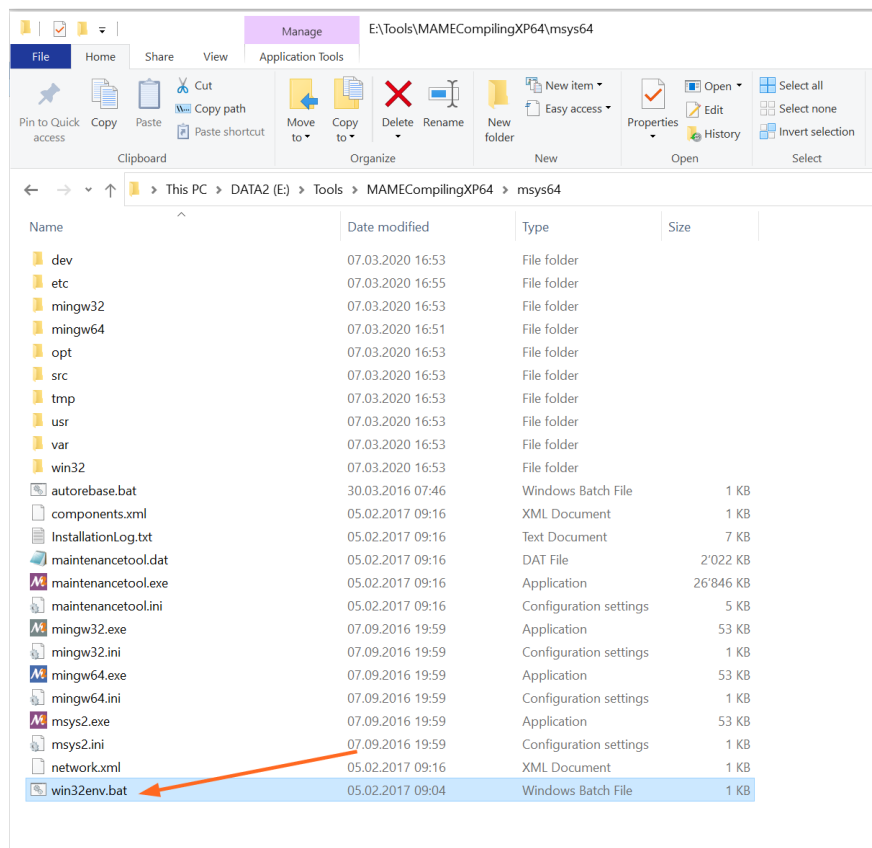 Manage E:\Tools\MAMECompilingXP64\msys64
File Home Share View Application Tools
Pin to Quick access
Copy
Paste
Cut
Copy path
Paste shortcut
Clipboard
Move to
Copy to
Delete
Rename
Organize
New folder
New item
Easy access
New
Properties
Open
Edit
History
Open
Select all
Select none
Invert selection
Select
This PC > DATA2 (E:) > Tools > MAMECompilingXP64 > msys64
Name Date modified Type Size
dev 07.03.2020 16:53 File folder
etc 07.03.2020 16:55 File folder
mingw32 07.03.2020 16:53 File folder
mingw64 07.03.2020 16:51 File folder
opt 07.03.2020 16:53 File folder
src 07.03.2020 16:53 File folder
tmp 07.03.2020 16:53 File folder
usr 07.03.2020 16:53 File folder
var 07.03.2020 16:53 File folder
win32 07.03.2020 16:53 File folder
autorebase.bat 30.03.2016 07:46 Windows Batch File 1 KB
components.xml 05.02.2017 09:16 XML Document 1 KB
InstallationLog.txt 05.02.2017 09:16 Text Document 7 KB
maintenancetool.dat 05.02.2017 09:16 DAT File 2'022 KB
maintenancetool.exe 05.02.2017 09:16 Application 26'846 KB
maintenancetool.ini 05.02.2017 09:16 Configuration settings 5 KB
mingw32.exe 07.09.2016 19:59 Application 53 KB
mingw32.ini 07.09.2016 19:59 Configuration settings 1 KB
mingw64.exe 07.09.2016 19:59 Application 53 KB
mingw64.ini 07.09.2016 19:59 Configuration settings 1 KB
msys2.exe 07.09.2016 19:59 Application 53 KB
msys2.ini 07.09.2016 19:59 Configuration settings 1 KB
network.xml 05.02.2017 09:16 XML Document 1 KB
win32env.bat 05.02.2017 09:04 Windows Batch File 1 KB